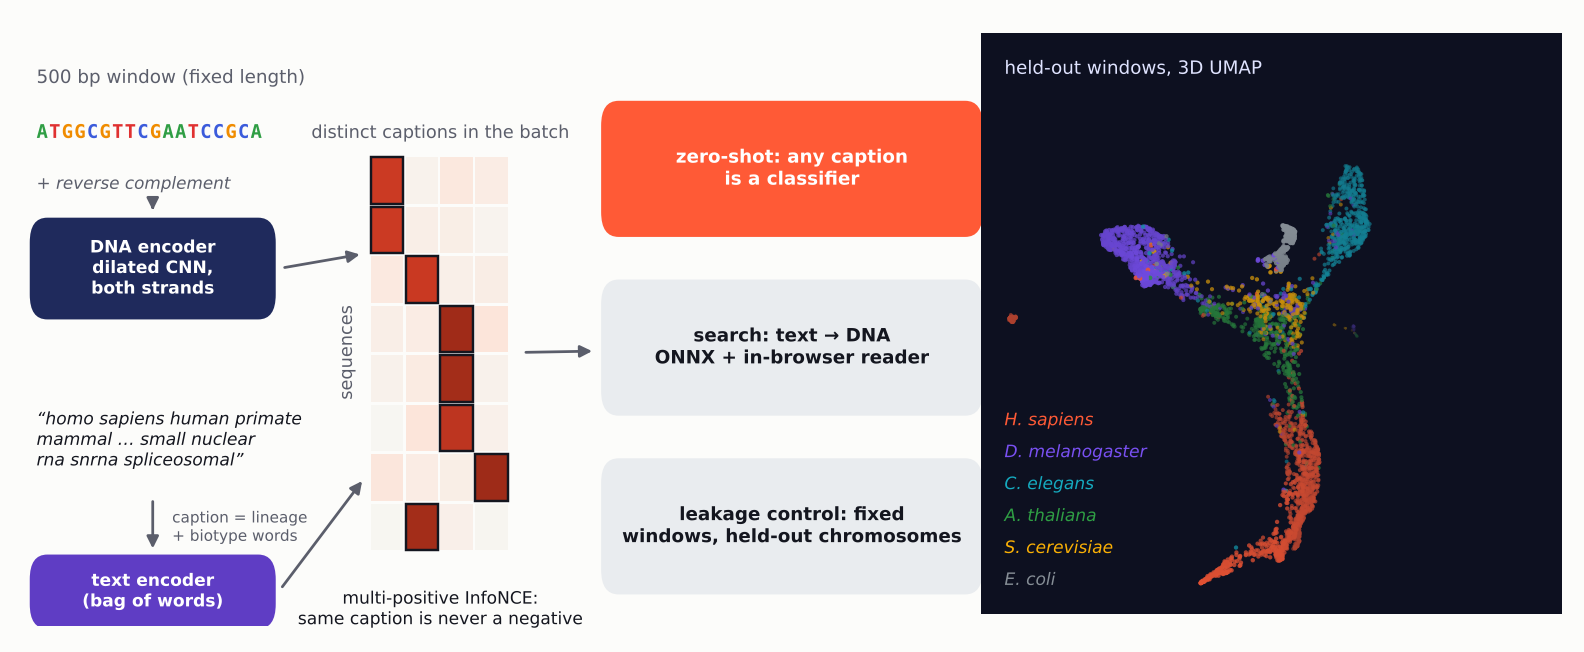 500 bp window (fixed length)
ATGGCGTTCGAATCCGCA
+ reverse complement
DNA encoder
dilated CNN,
both strands
“homo sapiens human primate
mammal … small nuclear
rna snrna spliceosomal”
caption = lineage
+ biotype words
text encoder
(bag of words)
distinct captions in the batch
sequences
multi-positive InfoNCE:
same caption is never a negative
zero-shot: any caption
is a classifier
search: text → DNA
ONNX + in-browser reader
leakage control: fixed
windows, held-out chromosomes
held-out windows, 3D UMAP
H. sapiens
D. melanogaster
C. elegans
A. thaliana
S. cerevisiae
E. coli